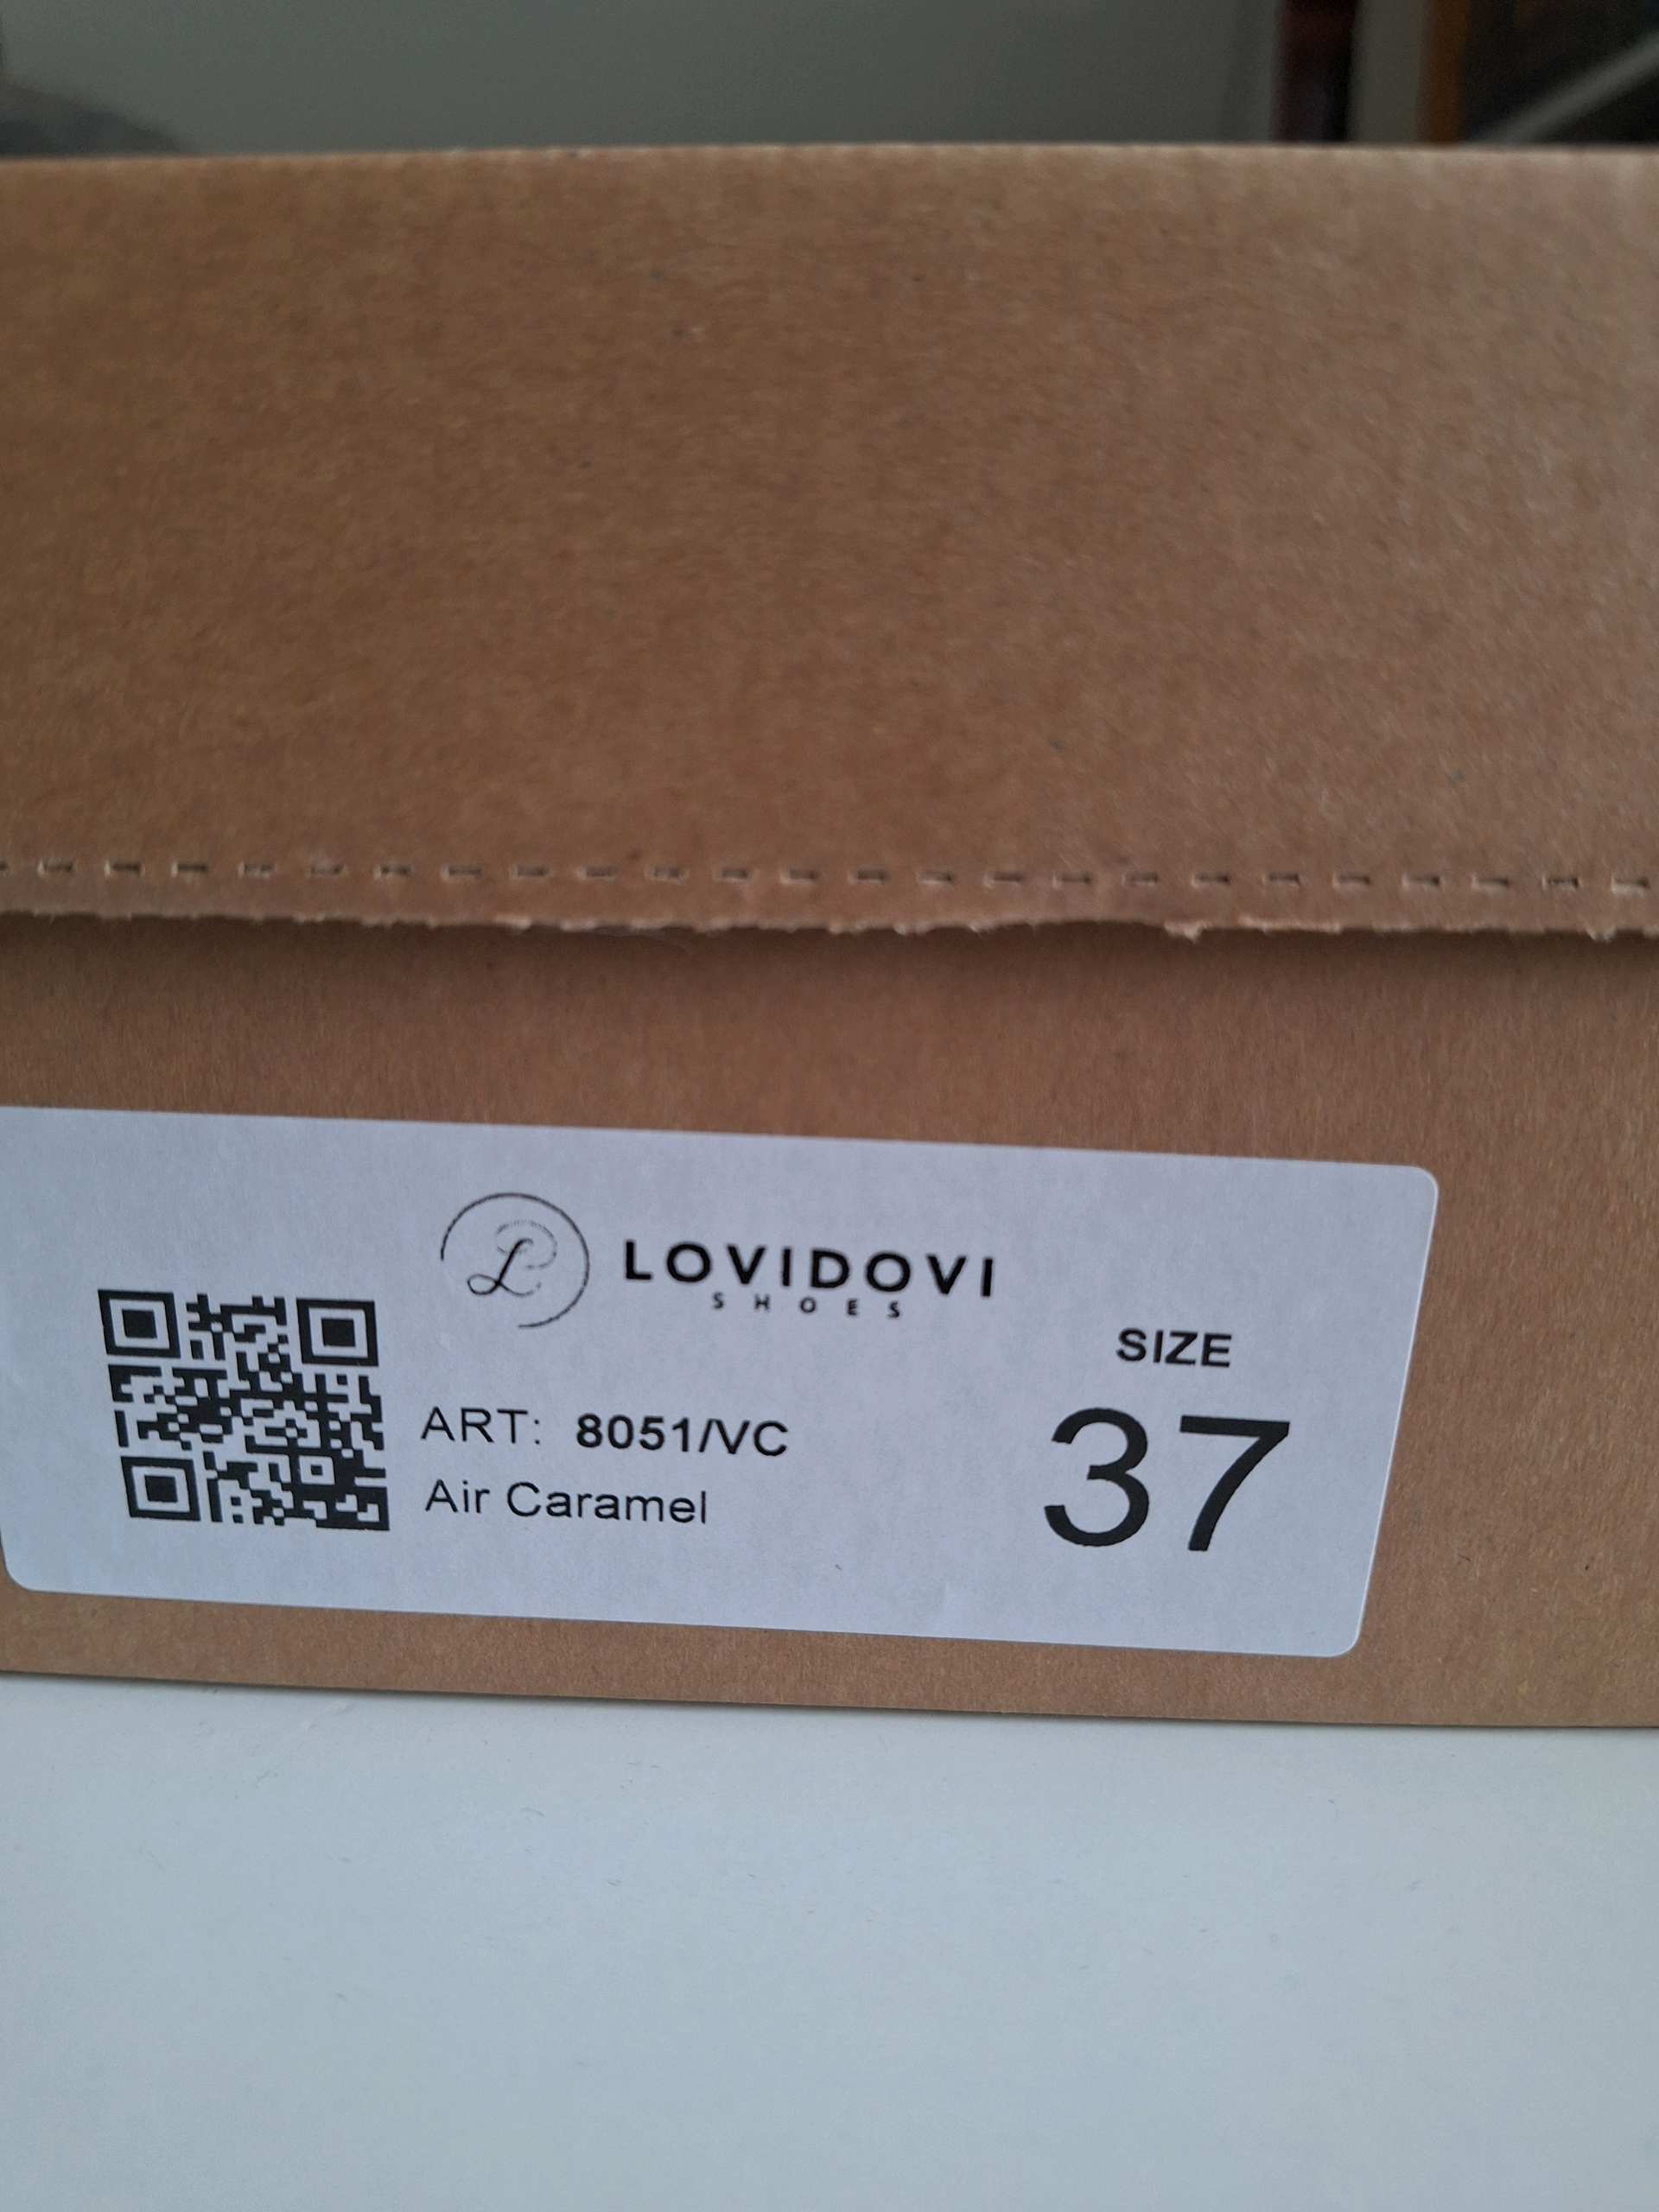 LOVIDOVI
SHOES
SIZE
37
ART: 8051/VC
Air Caramel